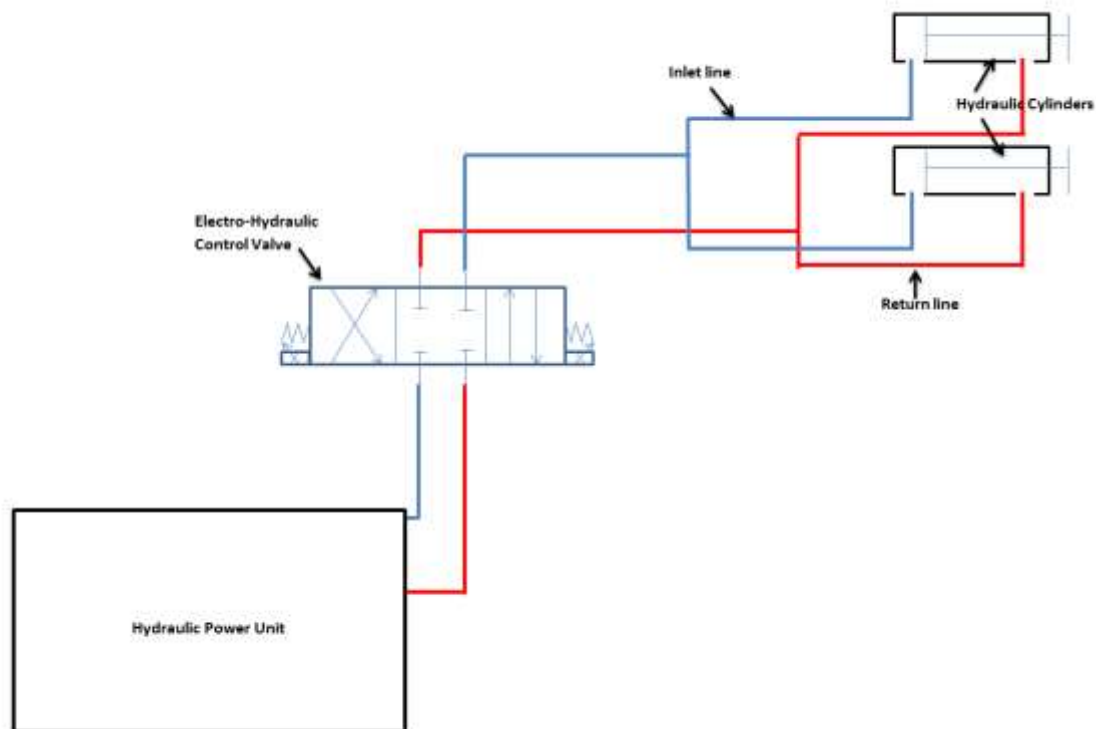 Inlet line
Hydraulic Cylinders
Electro-Hydraulic
Control Valve
Return line
Hydraulic Power Unit